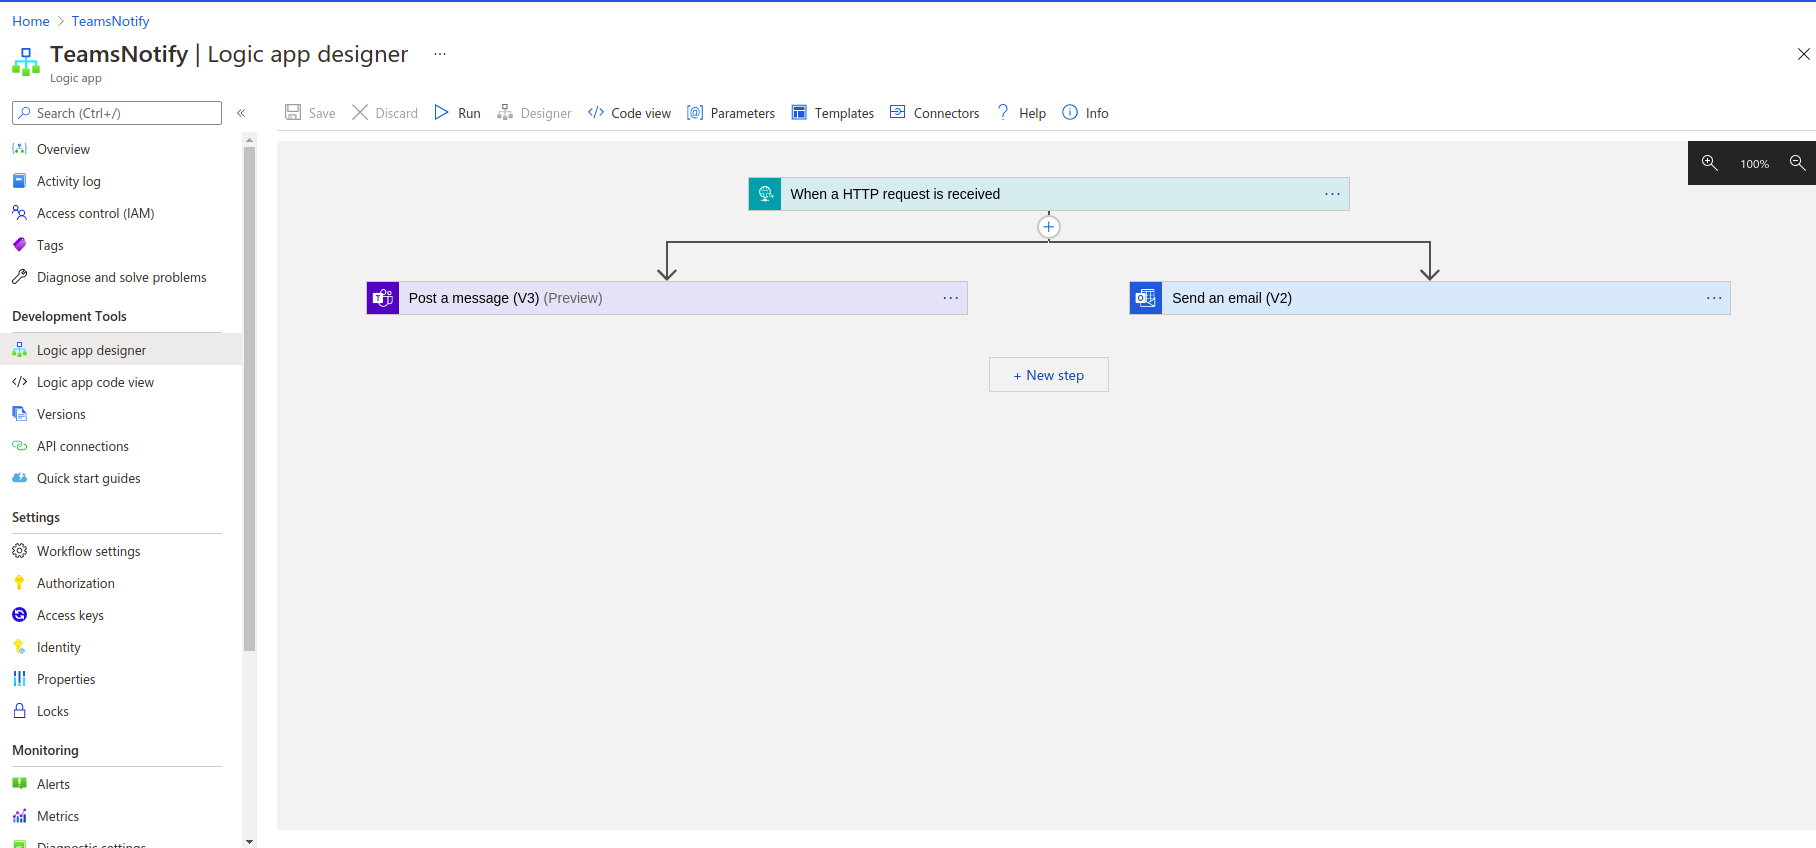 Home > TeamsNotify
TeamsNotify | Logic app designer ...
Logic app
Search (Ctrl+/) «
Save Discard Run Designer Code view Parameters Templates Connectors Help Info
Overview
Activity log
Access control (IAM)
Tags
Diagnose and solve problems
Development Tools
Logic app designer
Logic app code view
Versions
API connections
Quick start guides
Settings
Workflow settings
Authorization
Access keys
Identity
Properties
Locks
Monitoring
Alerts
Metrics
Diagnostic settings
100%
When a HTTP request is received ...
Post a message (V3) (Preview) ...
Send an email (V2) ...
+ New step